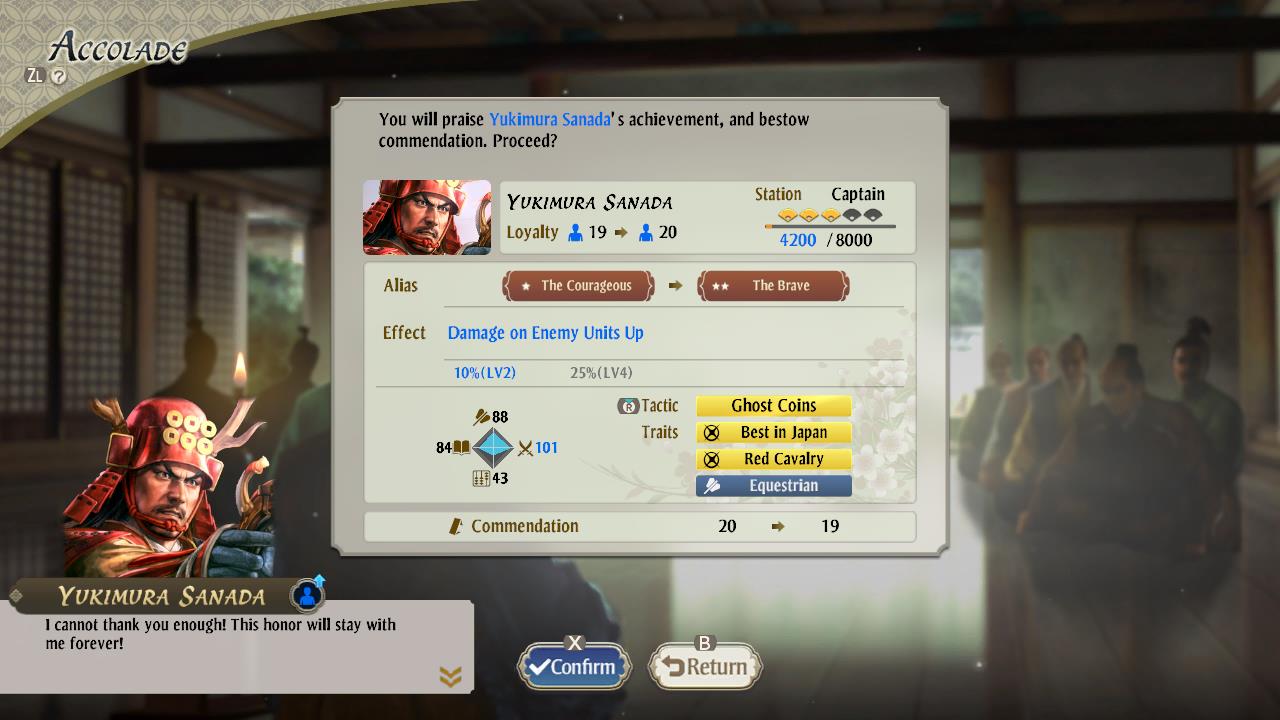 Accolade
ZL ?
You will praise Yukimura Sanada's achievement, and bestow
commendation. Proceed?
Yukimura Sanada
Station Captain
Loyalty 19 → 20
4200 /8000
Alias ★ The Courageous → ★★ The Brave
Effect Damage on Enemy Units Up
10%(LV2) 25%(LV4)
88
84 101
43
R Tactic Ghost Coins
Traits Best in Japan
Red Cavalry
Equestrian
Commendation 20 → 19
Yukimura Sanada
I cannot thank you enough! This honor will stay with
me forever!
X Confirm
B Return